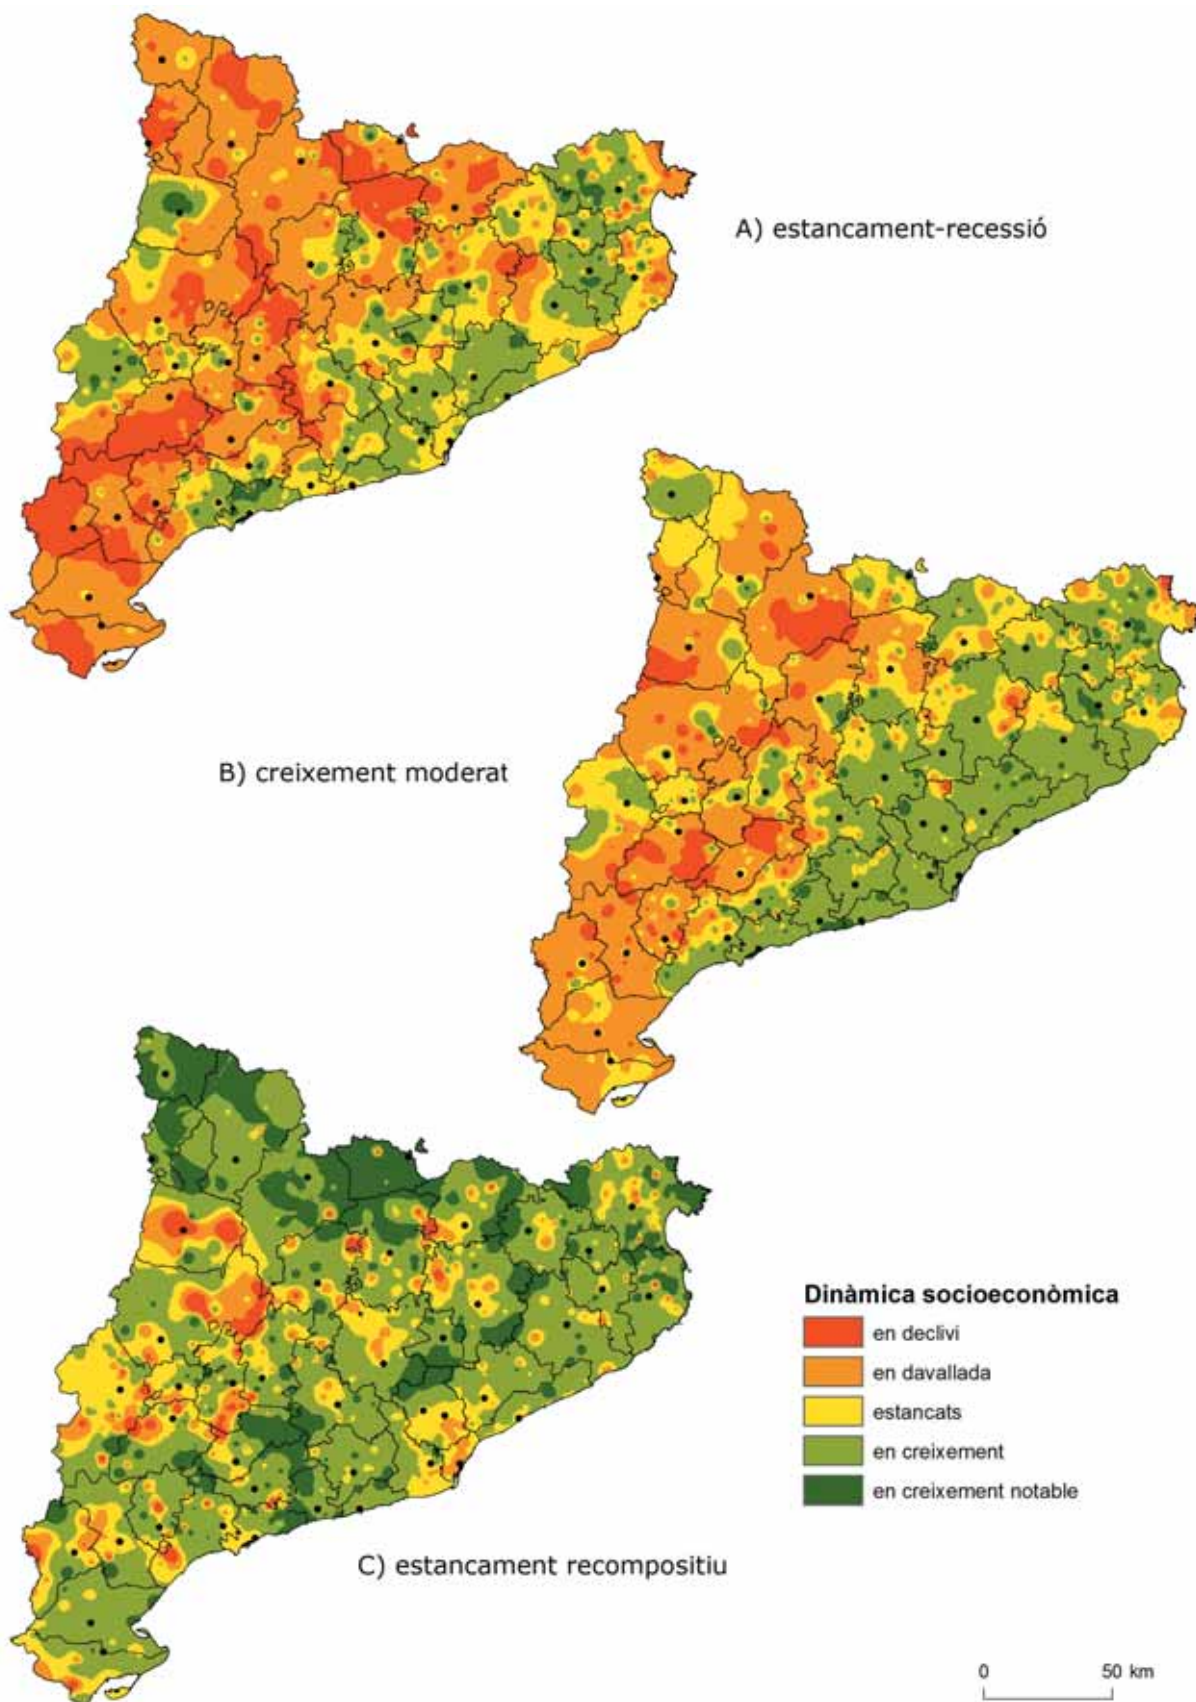 A) estancament-recessió
B) creixement moderat
Dinàmica socioeconòmica
en declivi
en davallada
estancats
en creixement
en creixement notable
C) estancament recompositiu
0 50 km